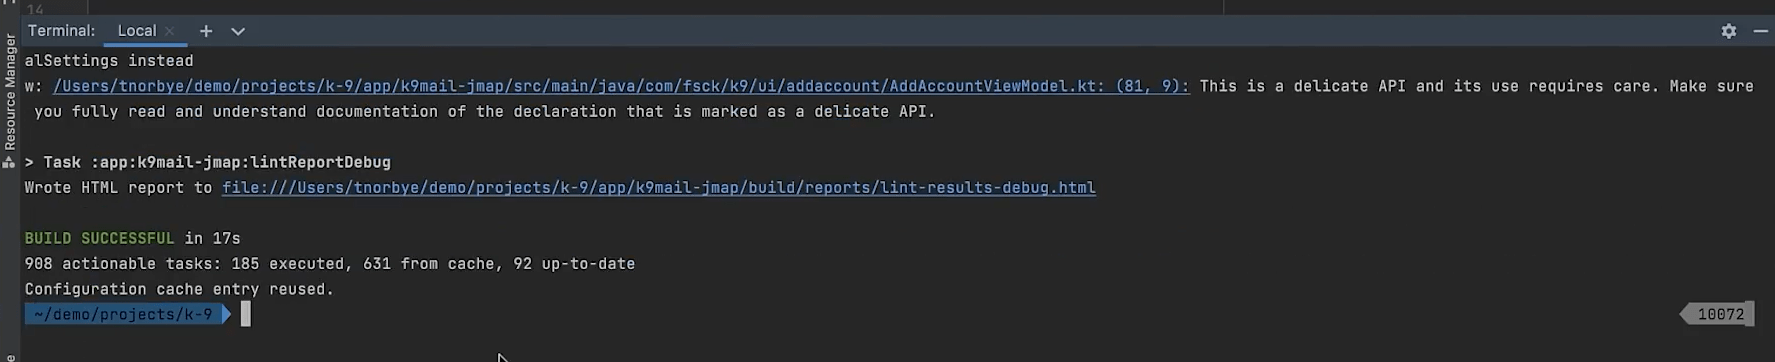 14
Terminal: Local × + 
Resource Manager
alSettings instead
w: /Users/tnorbye/demo/projects/k-9/app/k9mail-jmap/src/main/java/com/fsck/k9/ui/addaccount/AddAccountViewModel.kt: (81, 9): This is a delicate API and its use requires care. Make sure
you fully read and understand documentation of the declaration that is marked as a delicate API.
> Task :app:k9mail-jmap:lintReportDebug
Wrote HTML report to file:///Users/tnorbye/demo/projects/k-9/app/k9mail-jmap/build/reports/lint-results-debug.html
BUILD SUCCESSFUL in 17s
908 actionable tasks: 185 executed, 631 from cache, 92 up-to-date
Configuration cache entry reused.
~/demo/projects/k-9 10072